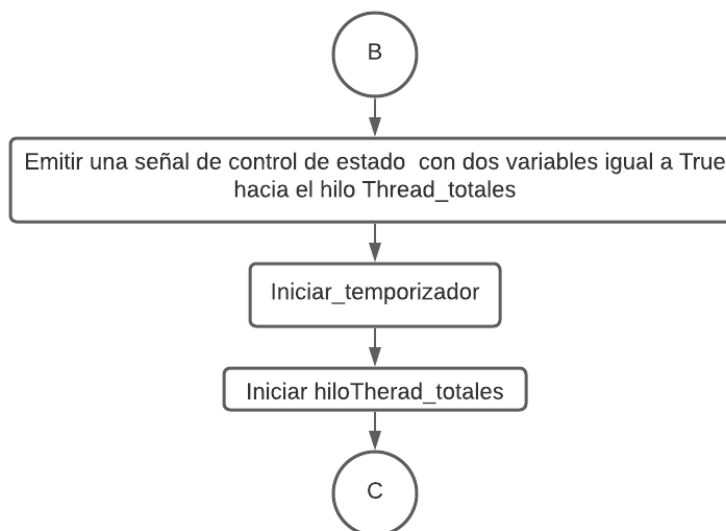 B
Emitir una señal de control de estado con dos variables igual a True
hacia el hilo Thread_totales
Iniciar_temporizador
Iniciar hiloTherad_totales
C